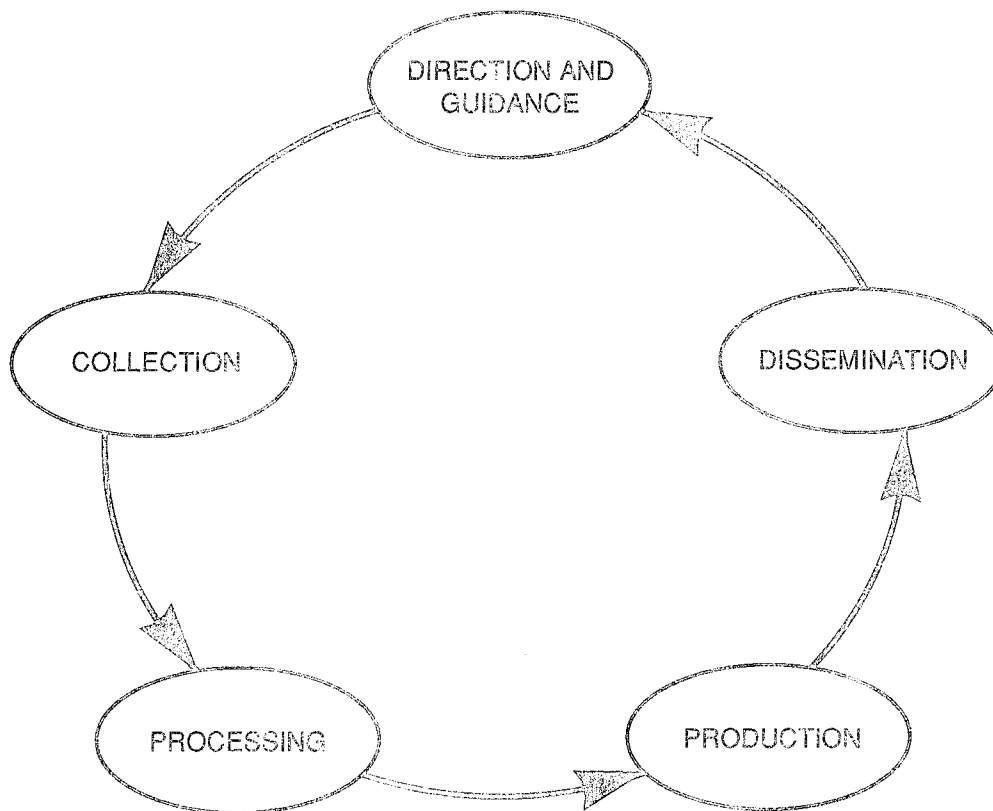 DIRECTION AND
GUIDANCE
COLLECTION
DISSEMINATION
PROCESSING
PRODUCTION